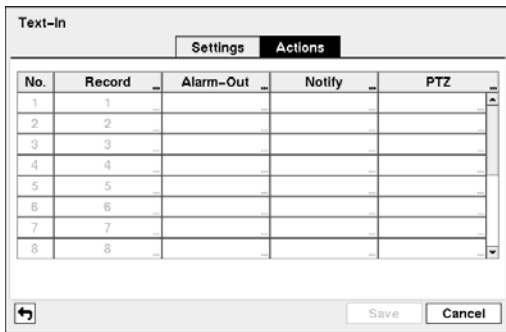 Text-In
Settings Actions
No. Record ... Alarm-Out ... Notify ... PTZ ...
1 1 ... ... ... ...
2 2 ... ... ... ...
3 3 ... ... ... ...
4 4 ... ... ... ...
5 5 ... ... ... ...
6 6 ... ... ... ...
7 7 ... ... ... ...
8 8 ... ... ... ...
Save Cancel